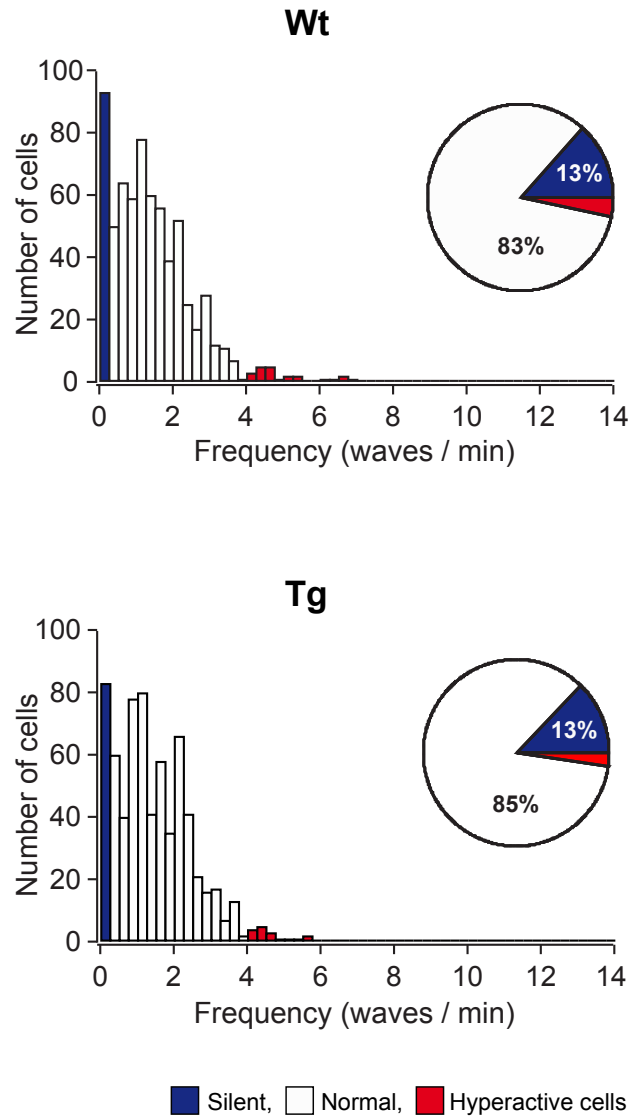 Wt
Number of cells
100
80
60
40
20
0
13%
83%
0 2 4 6 8 10 12 14
Frequency (waves / min)
Tg
Number of cells
100
80
60
40
20
0
13%
85%
0 2 4 6 8 10 12 14
Frequency (waves / min)
Silent, Normal, Hyperactive cells